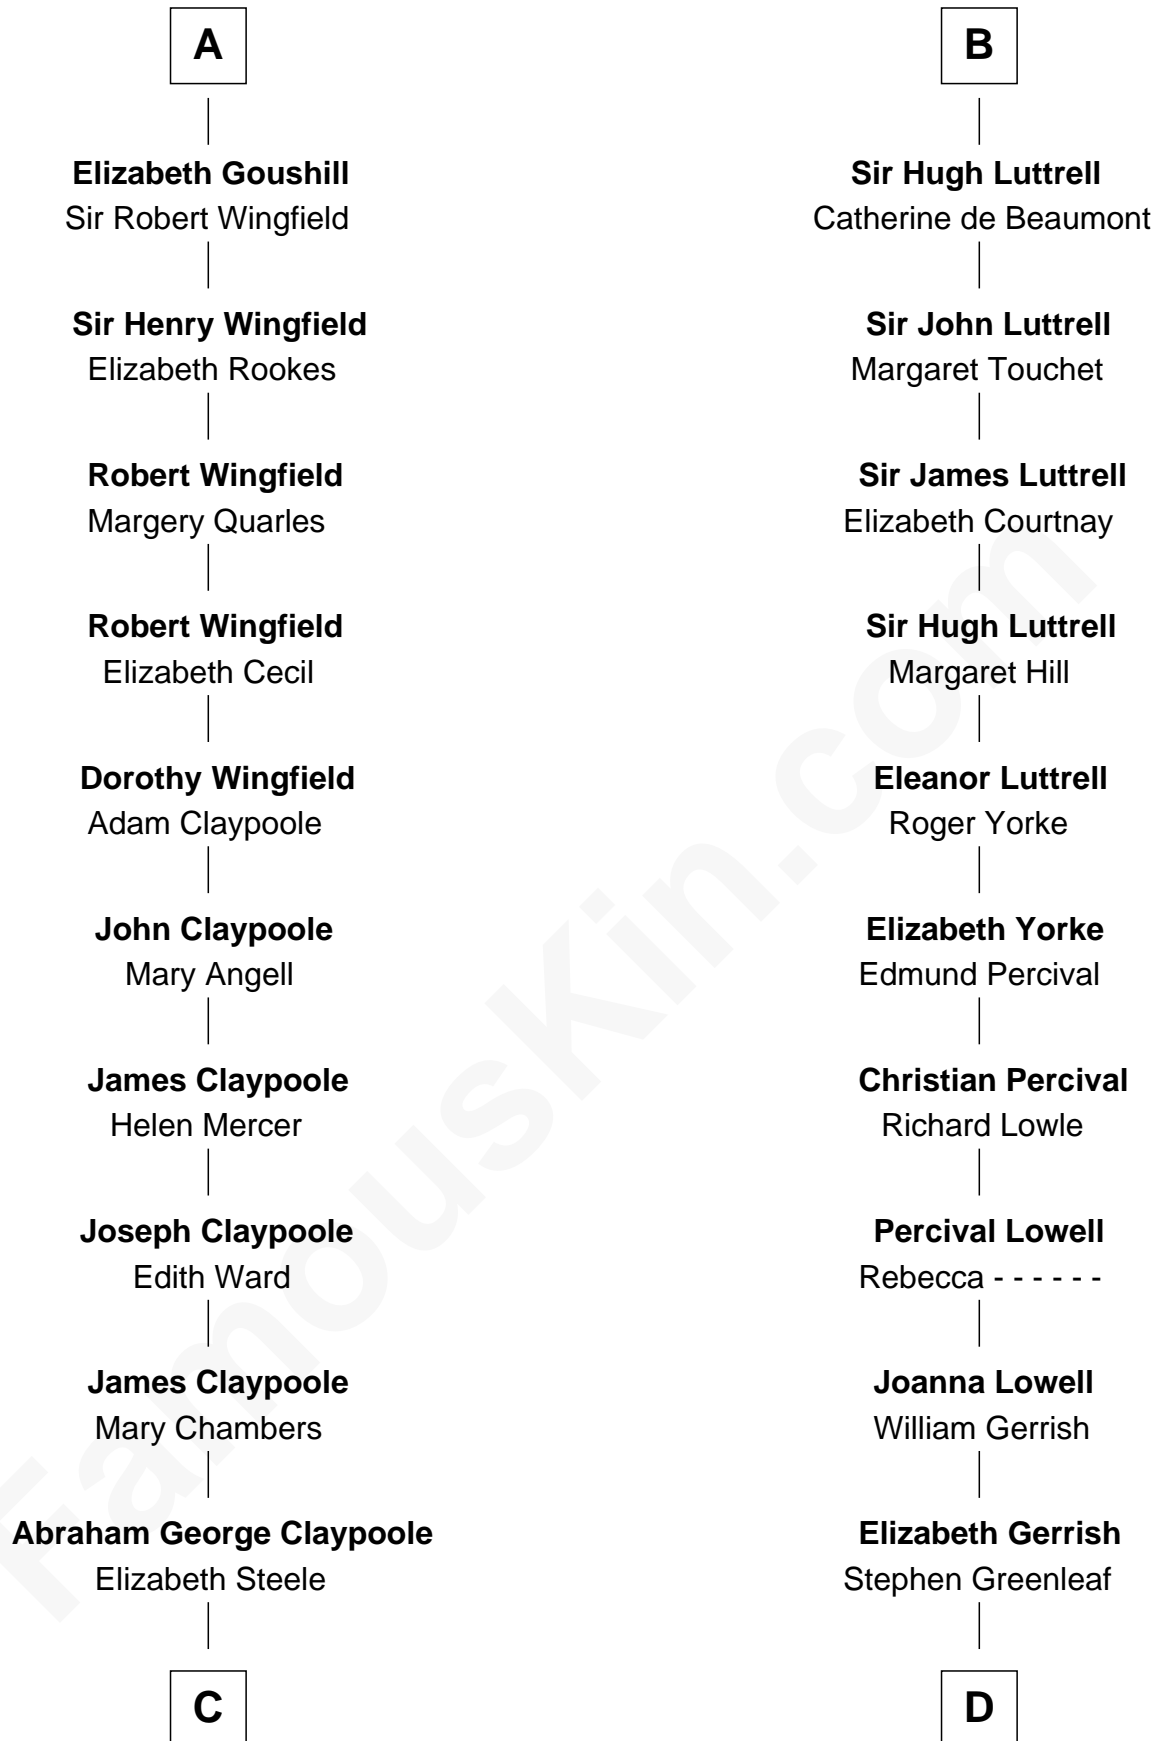 A
Elizabeth Goushill
Sir Robert Wingfield
Sir Henry Wingfield
Elizabeth Rookes
Robert Wingfield
Margery Quarles
Robert Wingfield
Elizabeth Cecil
Dorothy Wingfield
Adam Claypoole
John Claypoole
Mary Angell
James Claypoole
Helen Mercer
Joseph Claypoole
Edith Ward
James Claypoole
Mary Chambers
Abraham George Claypoole
Elizabeth Steele
C
B
Sir Hugh Luttrell
Catherine de Beaumont
Sir John Luttrell
Margaret Touchet
Sir James Luttrell
Elizabeth Courtnay
Sir Hugh Luttrell
Margaret Hill
Eleanor Luttrell
Roger Yorke
Elizabeth Yorke
Edmund Percival
Christian Percival
Richard Lowle
Percival Lowell
Rebecca - - - - - -
Joanna Lowell
William Gerrish
Elizabeth Gerrish
Stephen Greenleaf
D
FamousKin.com